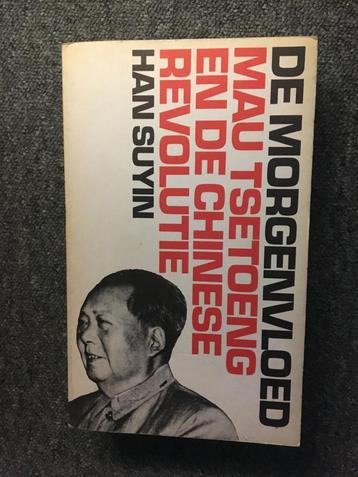 DE MORGENVLOED
MAU TSETOENG
EN DE CHINESE
REVOLUTIE
HAN SUYIN